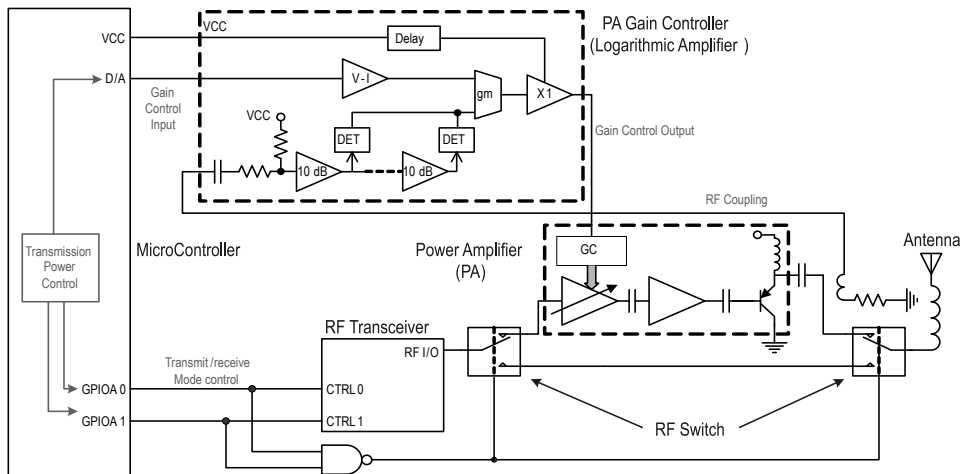 PA Gain Controller
(Logarithmic Amplifier )
VCC
VCC
Delay
D/A
V - I
gm
X 1
Gain
Control
Input
VCC
DET
DET
10 dB
10 dB
Gain Control Output
RF Coupling
Transmission
Power
Control
MicroController
Power Amplifier
(PA)
GC
Antenna
RF Transceiver
RF I/O
Transmit /receive
Mode control
GPIOA 0
CTRL 0
GPIOA 1
CTRL 1
RF Switch